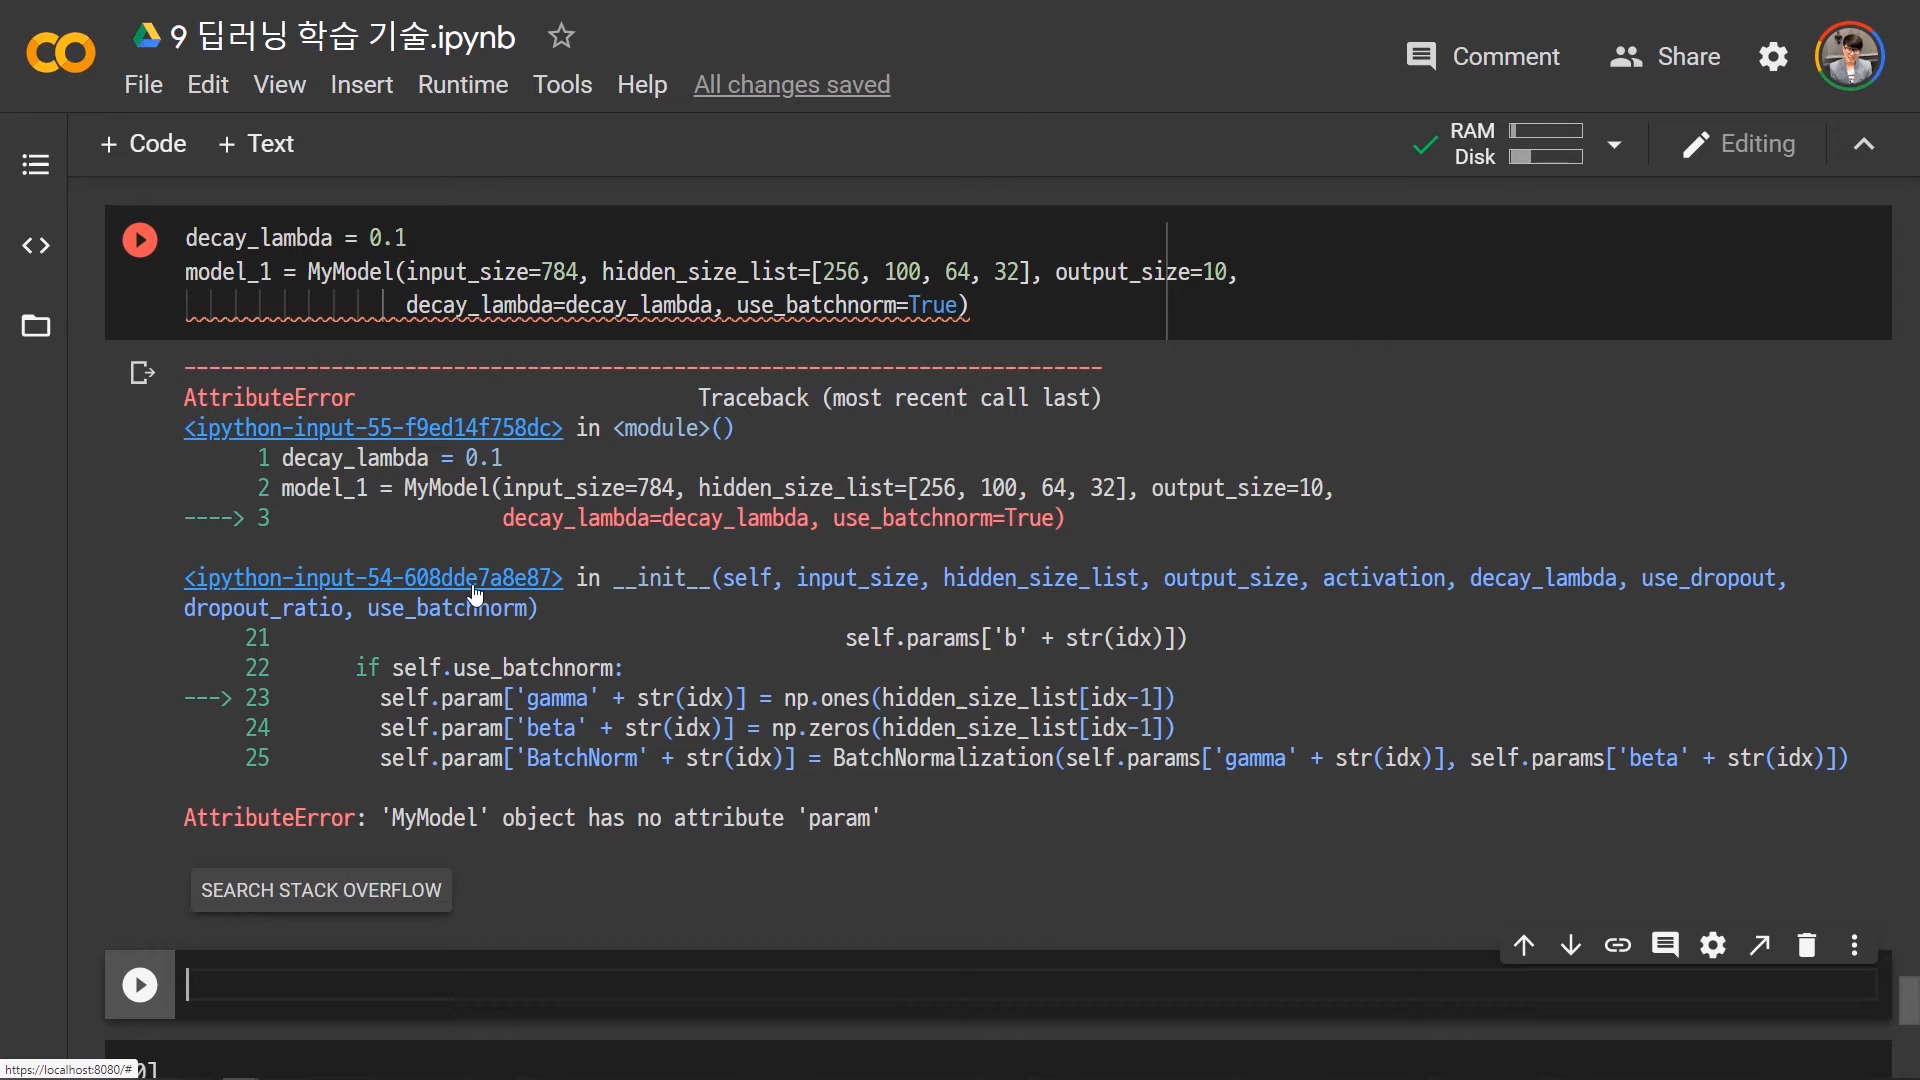 9 딥러닝 학습 기술.ipynb
Comment
Share
File Edit View Insert Runtime Tools Help All changes saved
+ Code + Text
RAM
Disk
Editing
decay_lambda = 0.1
model_1 = MyModel(input_size=784, hidden_size_list=[256, 100, 64, 32], output_size=10,
decay_lambda=decay_lambda, use_batchnorm=True)
---------------------------------------------------------------------------
AttributeError Traceback (most recent call last)
<ipython-input-55-f9ed14f758dc> in <module>()
1 decay_lambda = 0.1
2 model_1 = MyModel(input_size=784, hidden_size_list=[256, 100, 64, 32], output_size=10,
----> 3 decay_lambda=decay_lambda, use_batchnorm=True)
<ipython-input-54-608dde7a8e87> in __init__(self, input_size, hidden_size_list, output_size, activation, decay_lambda, use_dropout,
dropout_ratio, use_batchnorm)
21 self.params['b' + str(idx)])
22 if self.use_batchnorm:
---> 23 self.param['gamma' + str(idx)] = np.ones(hidden_size_list[idx-1])
24 self.param['beta' + str(idx)] = np.zeros(hidden_size_list[idx-1])
25 self.param['BatchNorm' + str(idx)] = BatchNormalization(self.params['gamma' + str(idx)], self.params['beta' + str(idx)])
AttributeError: 'MyModel' object has no attribute 'param'
SEARCH STACK OVERFLOW
https://localhost:8080/#